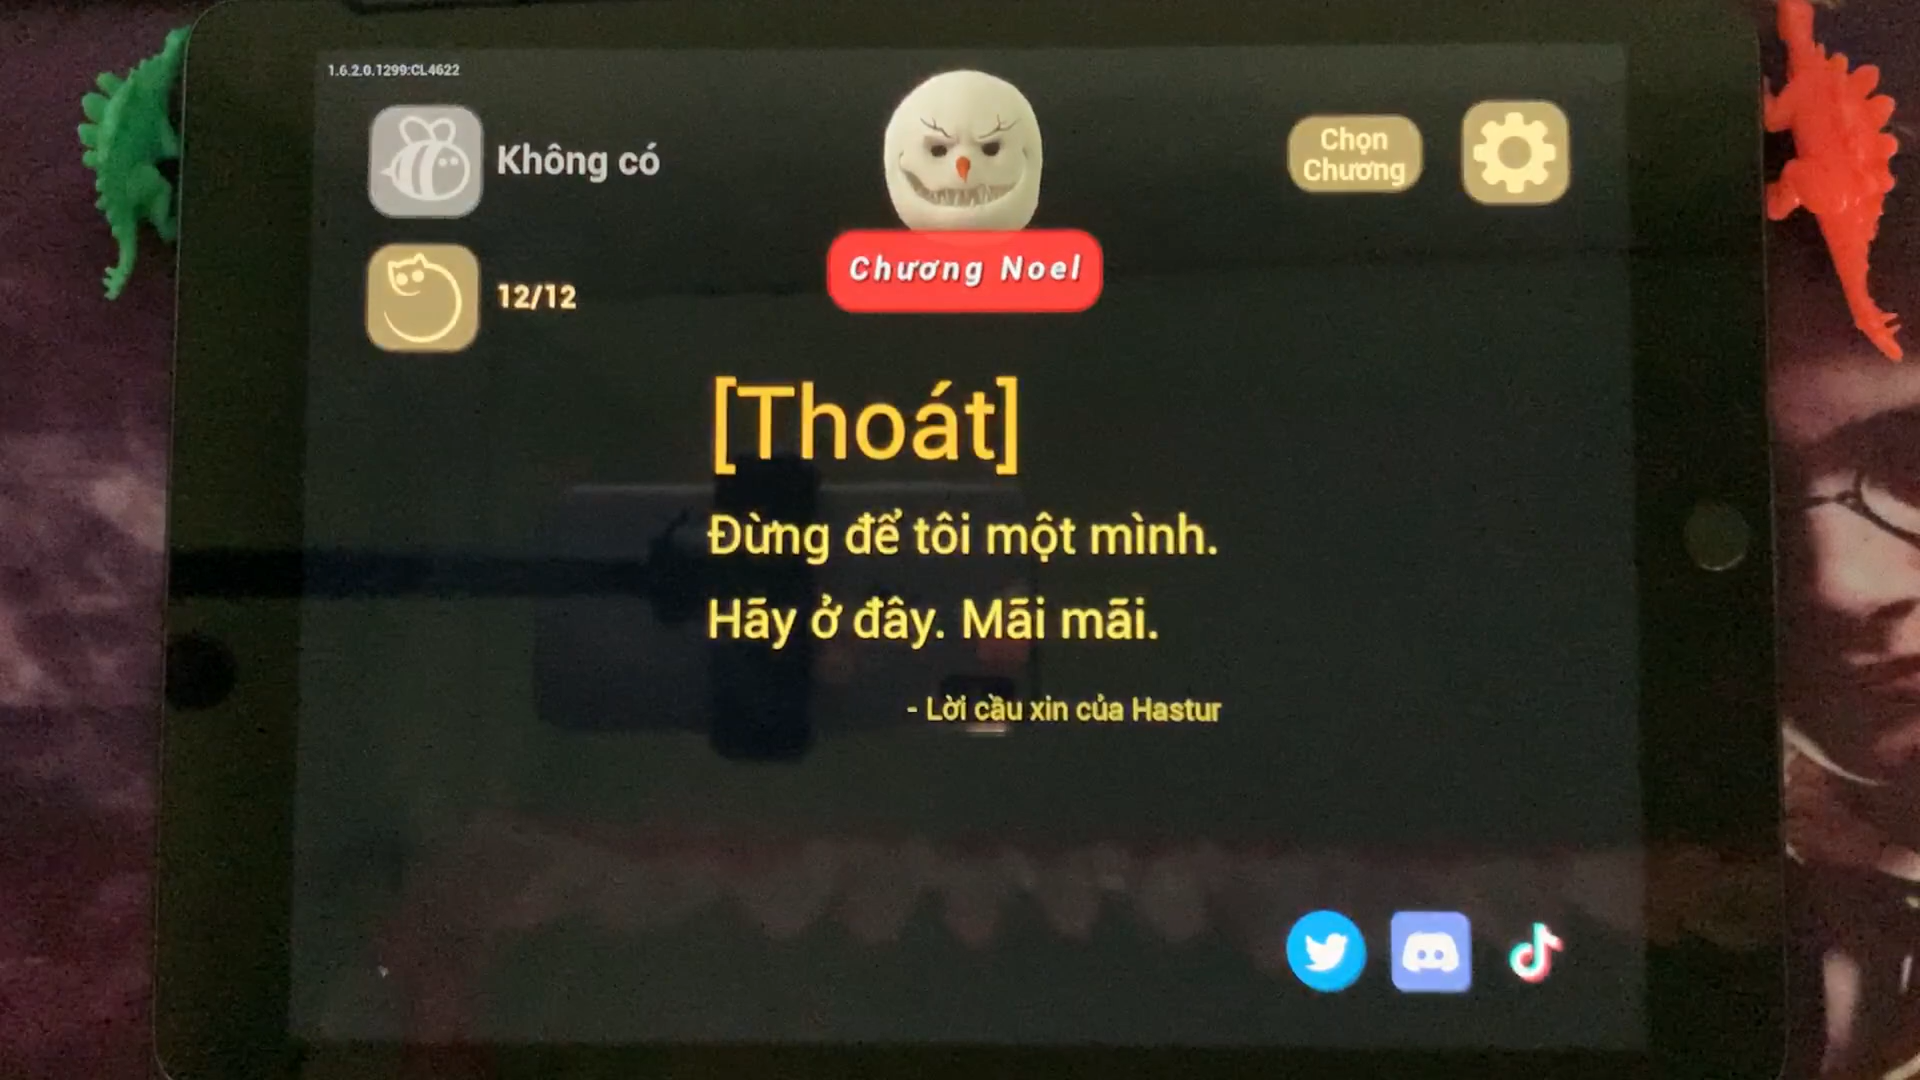 1.6.2.0.1299:CL4622
Không có
Chọn
Chương
12/12
Chương Noel
[Thoát]
Đừng để tôi một mình.
Hãy ở đây. Mãi mãi.
- Lời cầu xin của Hastur